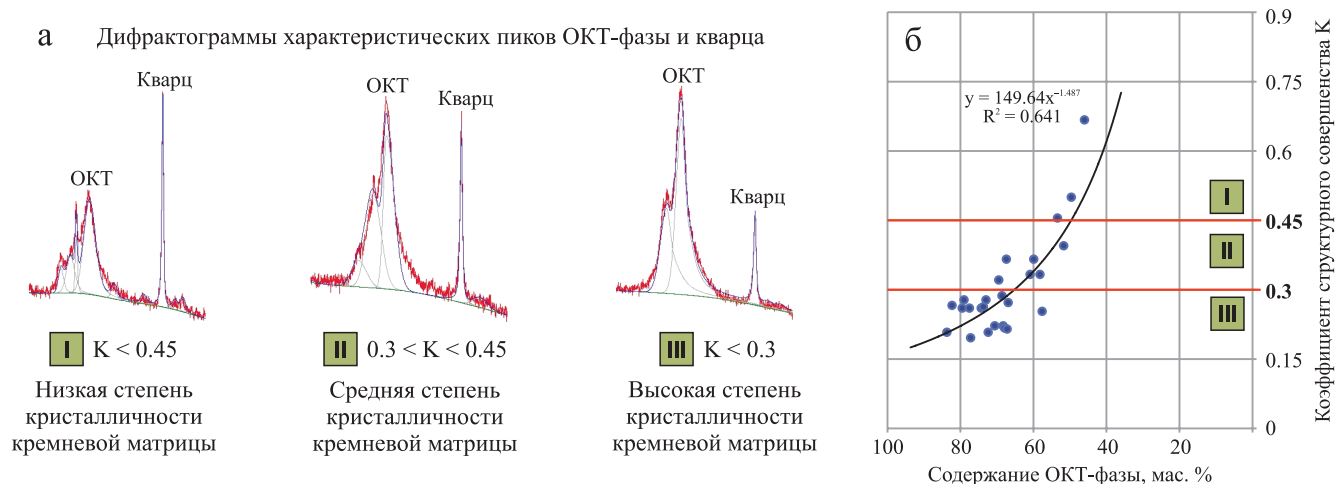 а Дифрактограммы характеристических пиков ОКТ-фазы и кварца
Кварц
ОКТ
I K < 0.45
Низкая степень
кристалличности
кремневой матрицы
ОКТ
Кварц
II 0.3 < K < 0.45
Средняя степень
кристалличности
кремневой матрицы
ОКТ
Кварц
III K < 0.3
Высокая степень
кристалличности
кремневой матрицы
б
y = 149.64x^–1.487
R² = 0.641
I
II
III
0.9
0.75
0.6
0.45
0.3
0.15
0
Коэффициент структурного совершенства K
100 80 60 40 20
Содержание ОКТ-фазы, мас. %